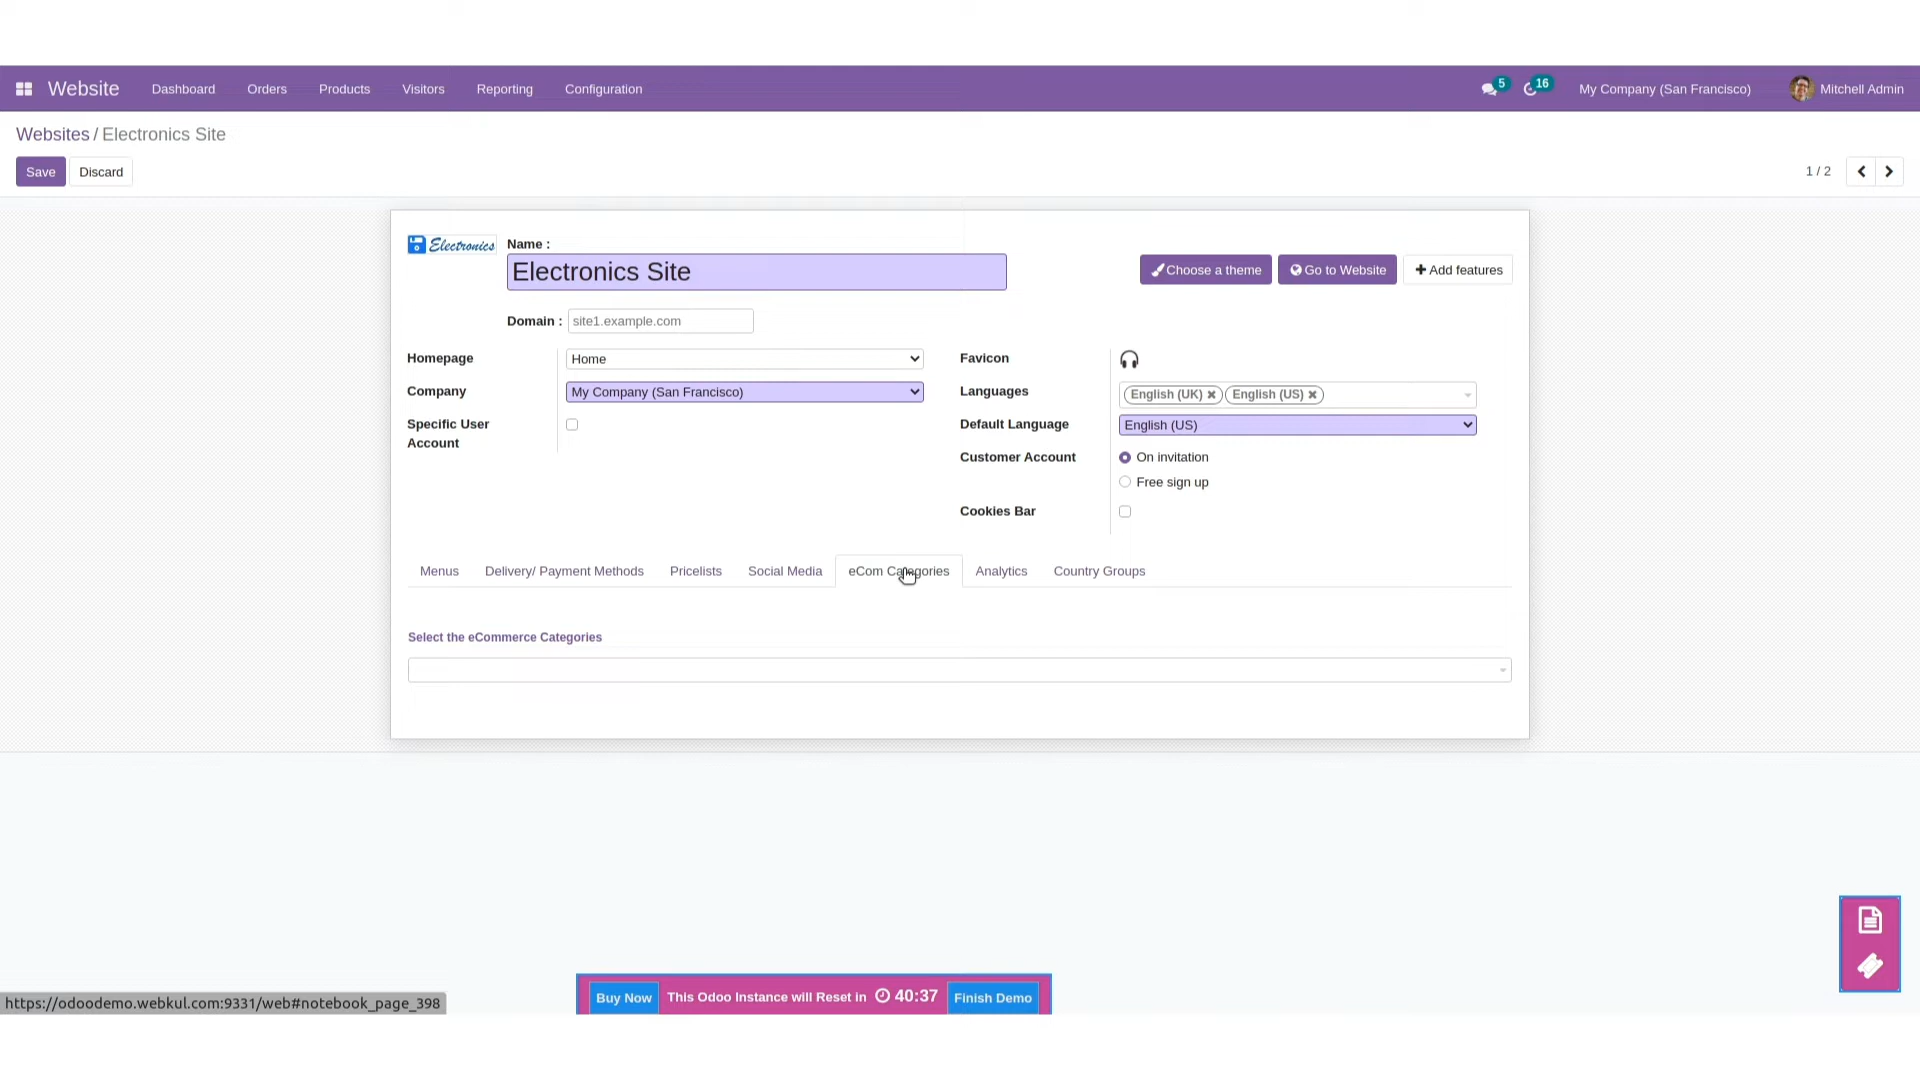 Website Dashboard Orders Products Visitors Reporting Configuration 5 16 My Company (San Francisco) Mitchell Admin
Websites / Electronics Site
Save Discard 1 / 2
Electronics
Name :
Electronics Site
Choose a theme Go to Website Add features
Domain : site1.example.com
Homepage Home Favicon
Company My Company (San Francisco) Languages English (UK) English (US)
Specific User Account Default Language English (US)
Customer Account On invitation
Free sign up
Cookies Bar
Menus Delivery/ Payment Methods Pricelists Social Media eCom Categories Analytics Country Groups
Select the eCommerce Categories
Buy Now This Odoo Instance will Reset in 40:37 Finish Demo
https://odoodemo.webkul.com:9331/web#notebook_page_398